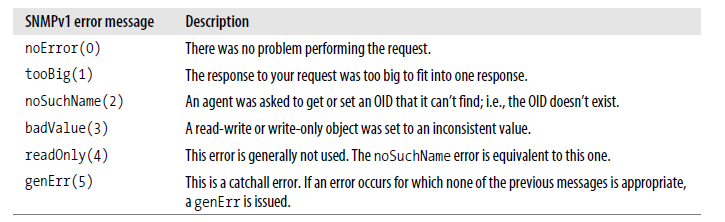 SNMPv1 error message Description
noError(0) There was no problem performing the request.
tooBig(1) The response to your request was too big to fit into one response.
noSuchName(2) An agent was asked to get or set an OID that it can't find; i.e., the OID doesn't exist.
badValue(3) A read-write or write-only object was set to an inconsistent value.
readOnly(4) This error is generally not used. The noSuchName error is equivalent to this one.
genErr(5) This is a catchall error. If an error occurs for which none of the previous messages is appropriate,
a genErr is issued.